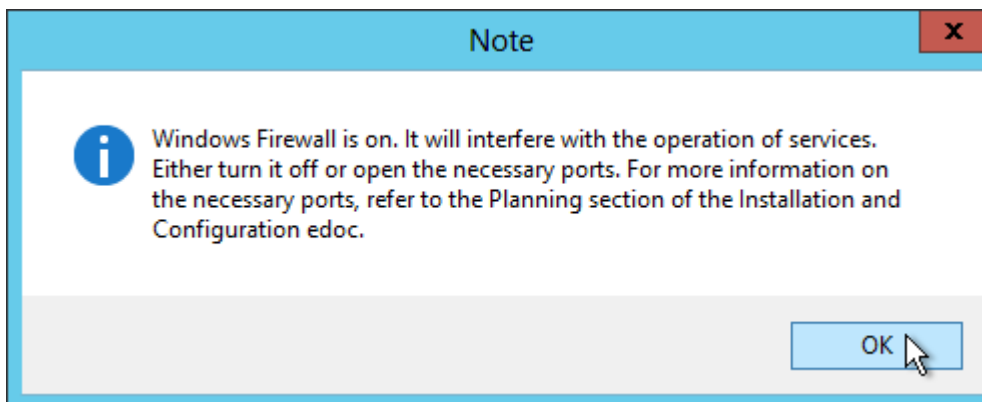 Note
x
Windows Firewall is on. It will interfere with the operation of services.
Either turn it off or open the necessary ports. For more information on
the necessary ports, refer to the Planning section of the Installation and
Configuration edoc.
OK